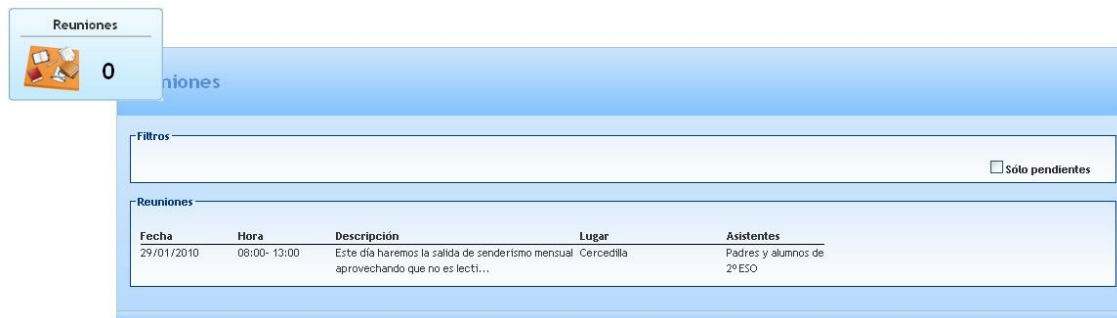 Reuniones
0
niones
Filtros
Sólo pendientes
Reuniones
Fecha Hora Descripción Lugar Asistentes
29/01/2010 08:00- 13:00 Este día haremos la salida de senderismo mensual Cercedilla Padres y alumnos de
aprovechando que no es lecti... 2º ESO